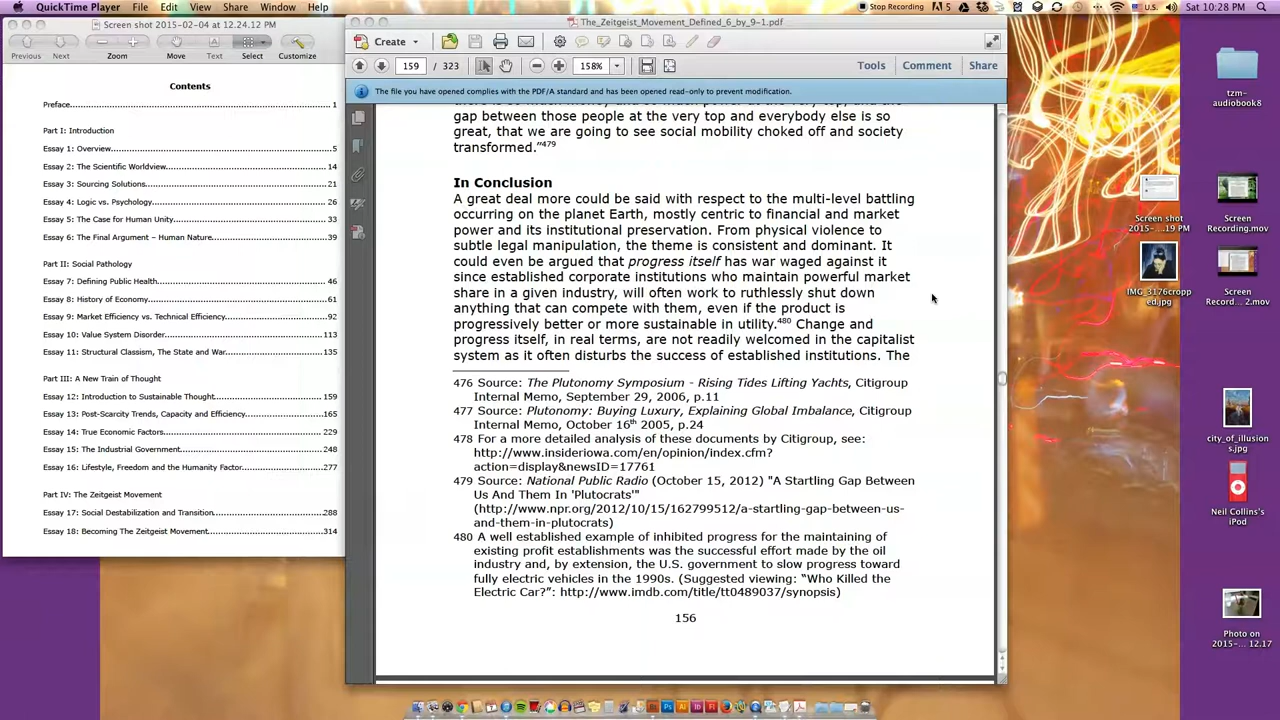 QuickTime Player File Edit View Share Window Help
Stop Recording
5
U.S.
Sat 10:28 PM
Screen shot 2015-02-04 at 12.24.12 PM
Previous Next Zoom Move Text Select Customize
Contents
Preface 1
Part I: Introduction
Essay 1: Overview 5
Essay 2: The Scientific Worldview 14
Essay 3: Sourcing Solutions 21
Essay 4: Logic vs. Psychology 26
Essay 5: The Case for Human Unity 33
Essay 6: The Final Argument – Human Nature 39
Part II: Social Pathology
Essay 7: Defining Public Health 46
Essay 8: History of Economy 61
Essay 9: Market Efficiency vs. Technical Efficiency 92
Essay 10: Value System Disorder 113
Essay 11: Structural Classism, The State and War 135
Part III: A New Train of Thought
Essay 12: Introduction to Sustainable Thought 159
Essay 13: Post-Scarcity Trends, Capacity and Efficiency 165
Essay 14: True Economic Factors 229
Essay 15: The Industrial Government 248
Essay 16: Lifestyle, Freedom and the Humanity Factor 277
Part IV: The Zeitgeist Movement
Essay 17: Social Destabilization and Transition 288
Essay 18: Becoming The Zeitgeist Movement 314
The_Zeitgeist_Movement_Defined_6_by_9-1.pdf
Create
159 / 323
158%
Tools Comment Share
The file you have opened complies with the PDF/A standard and has been opened read-only to prevent modification.
gap between those people at the very top and everybody else is so
great, that we are going to see social mobility choked off and society
transformed."479
In Conclusion
A great deal more could be said with respect to the multi-level battling
occurring on the planet Earth, mostly centric to financial and market
power and its institutional preservation. From physical violence to
subtle legal manipulation, the theme is consistent and dominant. It
could even be argued that progress itself has war waged against it
since established corporate institutions who maintain powerful market
share in a given industry, will often work to ruthlessly shut down
anything that can compete with them, even if the product is
progressively better or more sustainable in utility.480 Change and
progress itself, in real terms, are not readily welcomed in the capitalist
system as it often disturbs the success of established institutions. The
476 Source: The Plutonomy Symposium - Rising Tides Lifting Yachts, Citigroup
Internal Memo, September 29, 2006, p.11
477 Source: Plutonomy: Buying Luxury, Explaining Global Imbalance, Citigroup
Internal Memo, October 16th 2005, p.24
478 For a more detailed analysis of these documents by Citigroup, see:
http://www.insideriowa.com/en/opinion/index.cfm?
action=display&newsID=17761
479 Source: National Public Radio (October 15, 2012) "A Startling Gap Between
Us And Them In 'Plutocrats'"
(http://www.npr.org/2012/10/15/162799512/a-startling-gap-between-us-
and-them-in-plutocrats)
480 A well established example of inhibited progress for the maintaining of
existing profit establishments was the successful effort made by the oil
industry and, by extension, the U.S. government to slow progress toward
fully electric vehicles in the 1990s. (Suggested viewing: “Who Killed the
Electric Car?”: http://www.imdb.com/title/tt0489037/synopsis)
156
tzm-
audiobook8
Screen shot
2015-...19 PM
Screen
Recording.mov
IMG_3176cropp
ed.jpg
Screen
Record... 2.mov
city_of_illusion
s.jpg
Neil Collins's
iPod
Photo on
2015-... 12.17